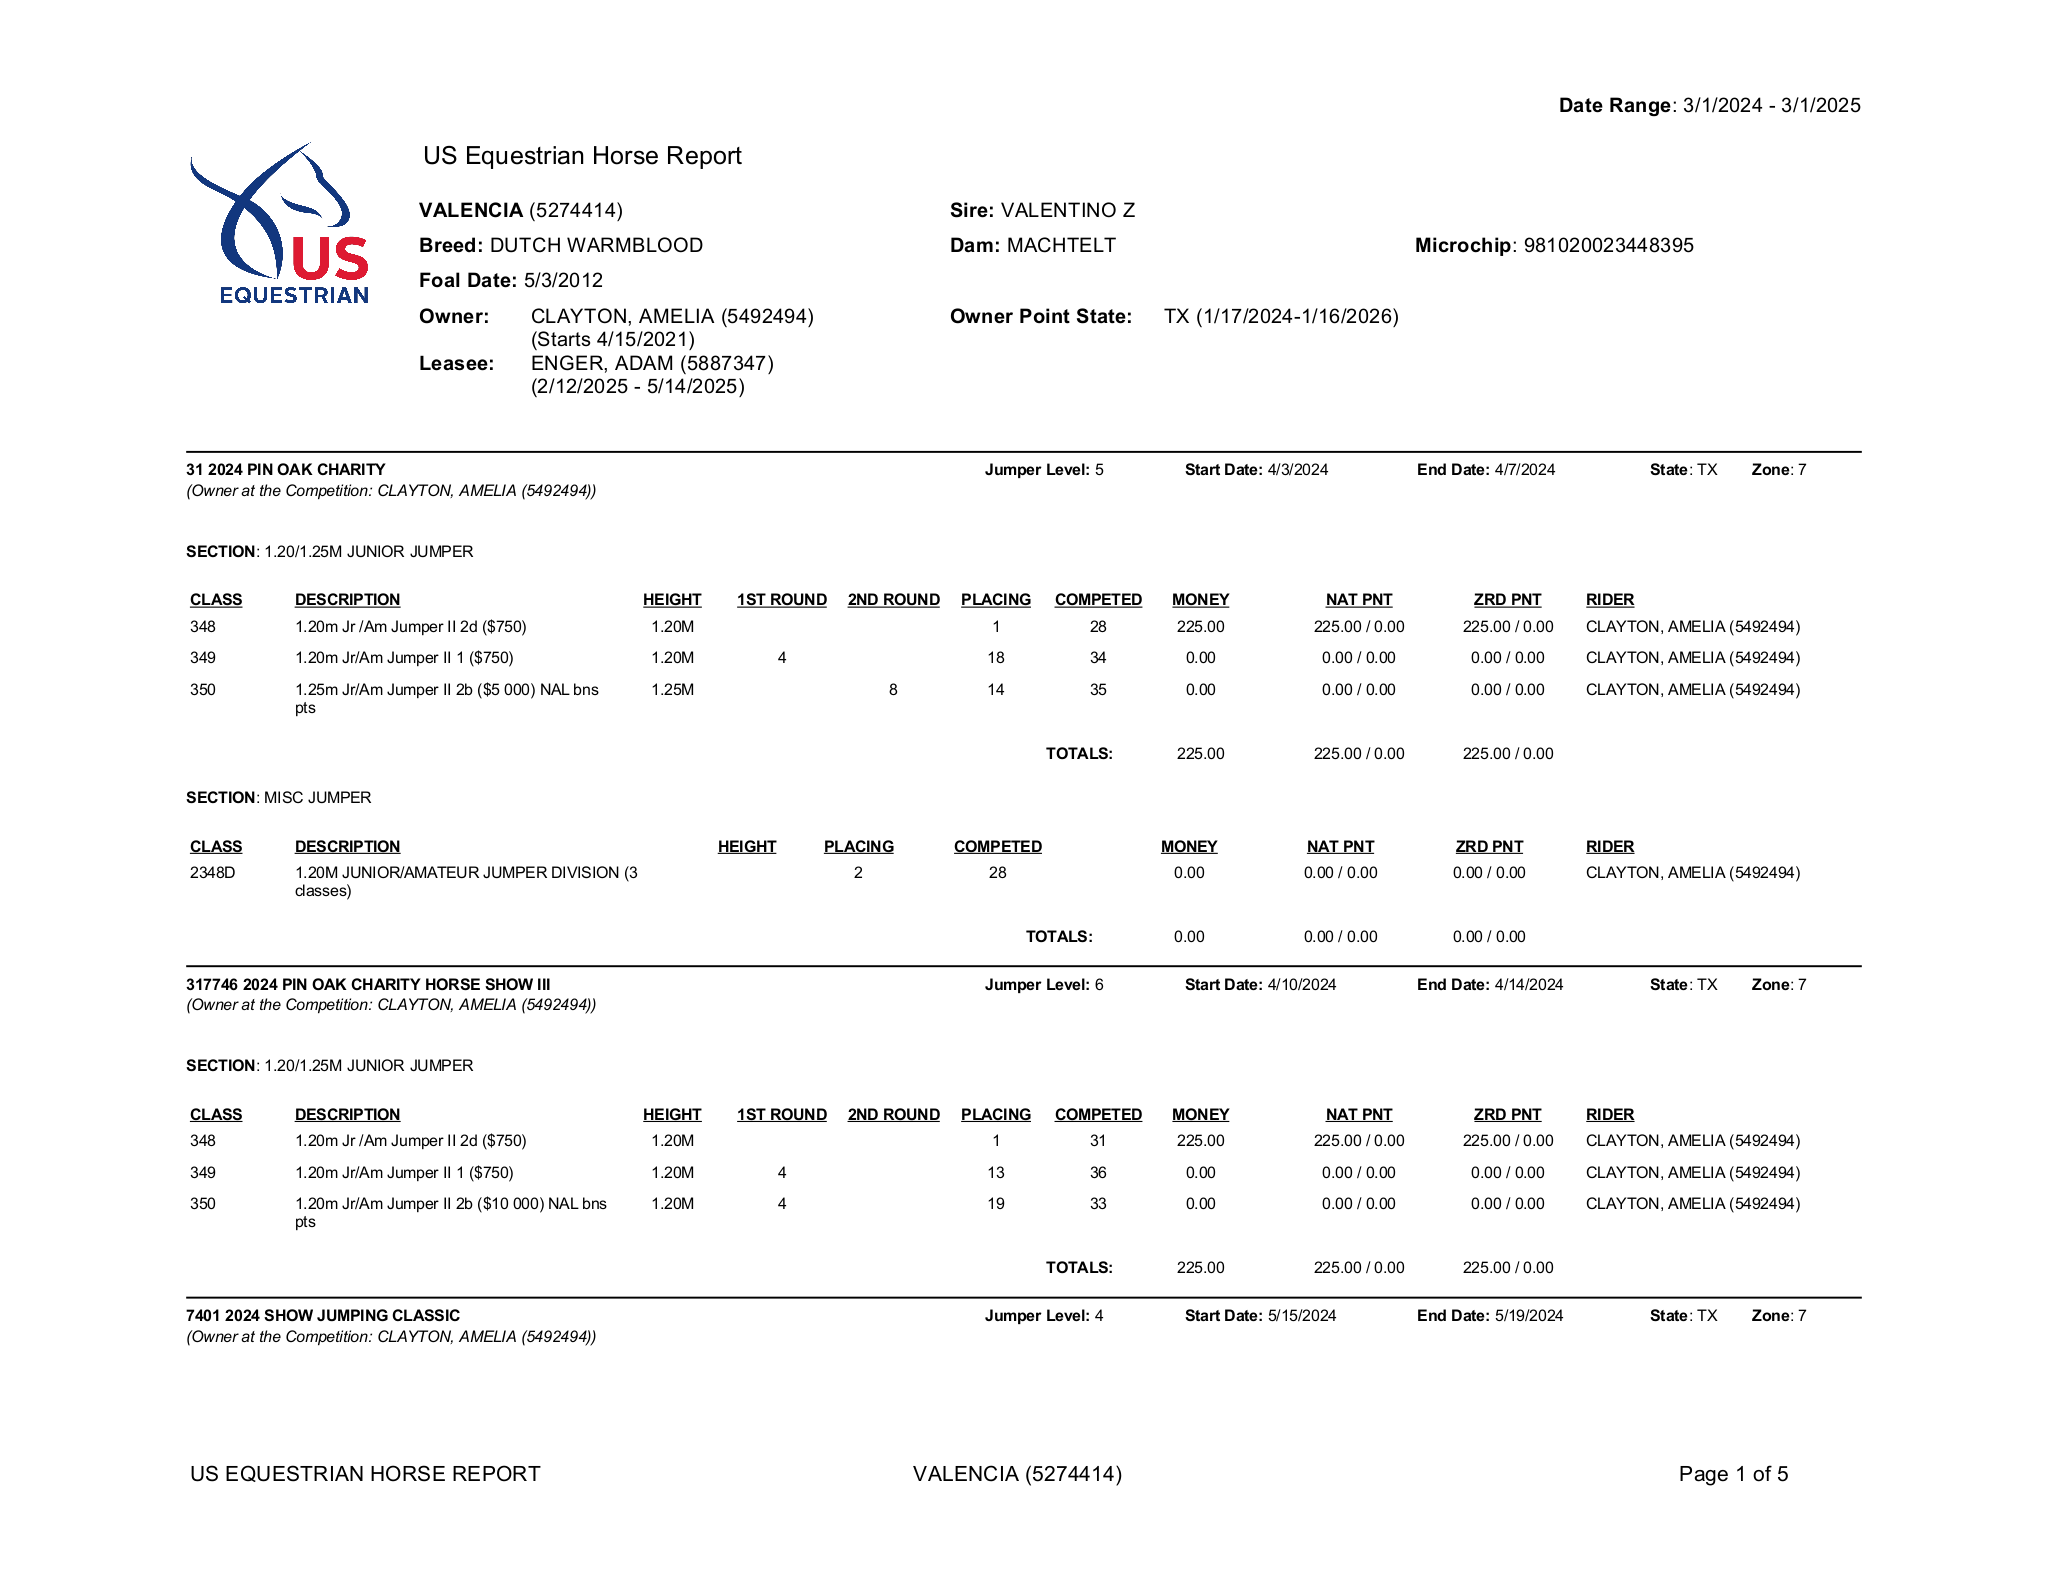 Date Range: 3/1/2024 - 3/1/2025
US EQUESTRIAN
US Equestrian Horse Report
VALENCIA (5274414) Sire: VALENTINO Z
Breed: DUTCH WARMBLOOD Dam: MACHTELT Microchip: 981020023448395
Foal Date: 5/3/2012
Owner: CLAYTON, AMELIA (5492494) Owner Point State: TX (1/17/2024-1/16/2026)
(Starts 4/15/2021)
Leasee: ENGER, ADAM (5887347)
(2/12/2025 - 5/14/2025)
31 2024 PIN OAK CHARITY Jumper Level: 5 Start Date: 4/3/2024 End Date: 4/7/2024 State: TX Zone: 7
(Owner at the Competition: CLAYTON, AMELIA (5492494))
SECTION: 1.20/1.25M JUNIOR JUMPER
CLASS DESCRIPTION HEIGHT 1ST ROUND 2ND ROUND PLACING COMPETED MONEY NAT PNT ZRD PNT RIDER
348 1.20m Jr /Am Jumper II 2d ($750) 1.20M 1 28 225.00 225.00 / 0.00 225.00 / 0.00 CLAYTON, AMELIA (5492494)
349 1.20m Jr/Am Jumper II 1 ($750) 1.20M 4 18 34 0.00 0.00 / 0.00 0.00 / 0.00 CLAYTON, AMELIA (5492494)
350 1.25m Jr/Am Jumper II 2b ($5 000) NAL bns 1.25M 8 14 35 0.00 0.00 / 0.00 0.00 / 0.00 CLAYTON, AMELIA (5492494)
pts
TOTALS: 225.00 225.00 / 0.00 225.00 / 0.00
SECTION: MISC JUMPER
CLASS DESCRIPTION HEIGHT PLACING COMPETED MONEY NAT PNT ZRD PNT RIDER
2348D 1.20M JUNIOR/AMATEUR JUMPER DIVISION (3 2 28 0.00 0.00 / 0.00 0.00 / 0.00 CLAYTON, AMELIA (5492494)
classes)
TOTALS: 0.00 0.00 / 0.00 0.00 / 0.00
317746 2024 PIN OAK CHARITY HORSE SHOW III Jumper Level: 6 Start Date: 4/10/2024 End Date: 4/14/2024 State: TX Zone: 7
(Owner at the Competition: CLAYTON, AMELIA (5492494))
SECTION: 1.20/1.25M JUNIOR JUMPER
CLASS DESCRIPTION HEIGHT 1ST ROUND 2ND ROUND PLACING COMPETED MONEY NAT PNT ZRD PNT RIDER
348 1.20m Jr /Am Jumper II 2d ($750) 1.20M 1 31 225.00 225.00 / 0.00 225.00 / 0.00 CLAYTON, AMELIA (5492494)
349 1.20m Jr/Am Jumper II 1 ($750) 1.20M 4 13 36 0.00 0.00 / 0.00 0.00 / 0.00 CLAYTON, AMELIA (5492494)
350 1.20m Jr/Am Jumper II 2b ($10 000) NAL bns 1.20M 4 19 33 0.00 0.00 / 0.00 0.00 / 0.00 CLAYTON, AMELIA (5492494)
pts
TOTALS: 225.00 225.00 / 0.00 225.00 / 0.00
7401 2024 SHOW JUMPING CLASSIC Jumper Level: 4 Start Date: 5/15/2024 End Date: 5/19/2024 State: TX Zone: 7
(Owner at the Competition: CLAYTON, AMELIA (5492494))
US EQUESTRIAN HORSE REPORT VALENCIA (5274414) Page 1 of 5